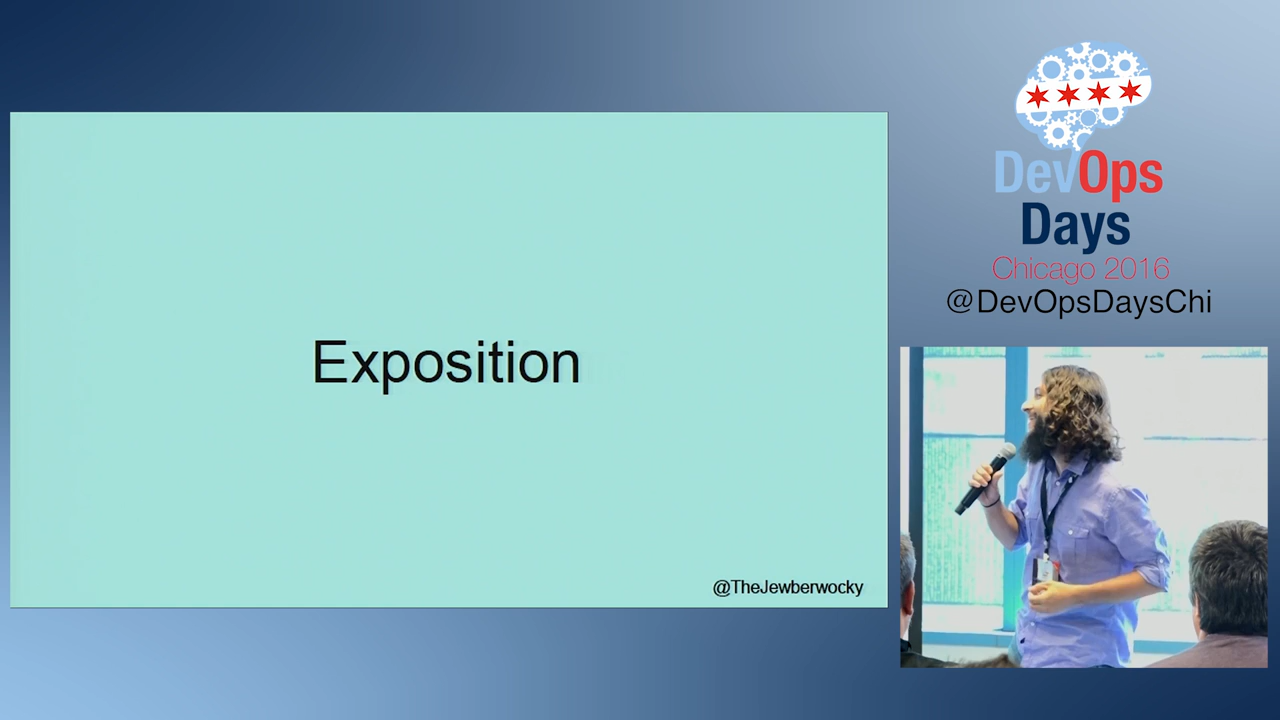 Exposition
@TheJewberwocky
DevOps
Days
Chicago 2016
@DevOpsDaysChi